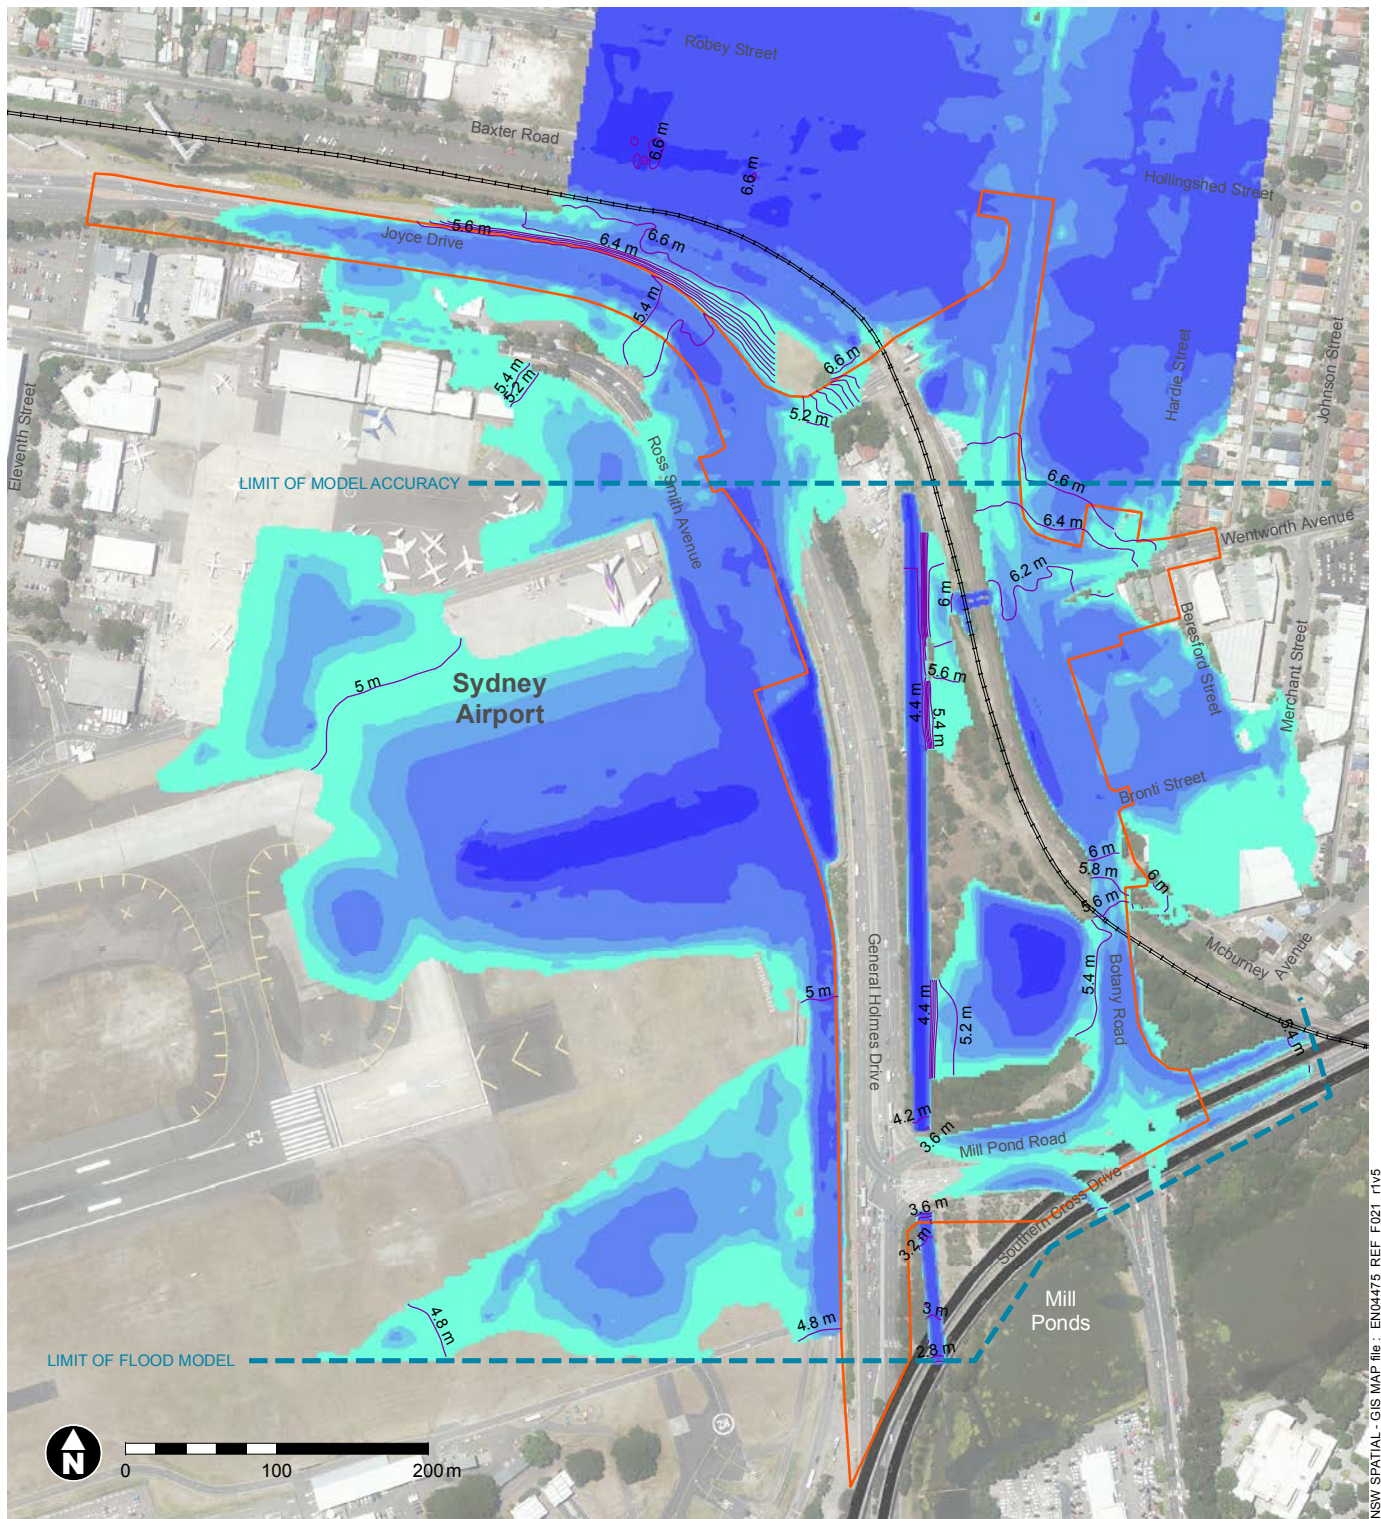 Robey Street
Baxter Road
6.6 m
6.6 m
Hollingshed Street
5.6 m
Joyce Drive
6.4 m
6.6 m
5.4 m
6.6 m
5.4 m
5.2 m
5.2 m
Eleventh Street
Hardie Street
Johnson Street
Ross Smith Avenue
LIMIT OF MODEL ACCURACY
6.6 m
6.4 m
Wentworth Avenue
6.2 m
6 m
Beresford Street
Merchant Street
5 m
Sydney
Airport
5.6 m
4.4 m
5.4 m
Bronti Street
6 m
5.8 m
6 m
5.6 m
General Holmes Drive
Botany Road
Mcburney Avenue
5.4 m
5 m
4.4 m
5.2 m
5.4 m
4.2 m
3.6 m
Mill Pond Road
25
3.6 m
3.2 m
Southern Cross Drive
3 m
Mill
Ponds
4.8 m
4.8 m
2.8 m
LIMIT OF FLOOD MODEL
N
0 100 200 m
NSW SPATIAL - GIS MAP file : EN04475_REF_F021_r1v5